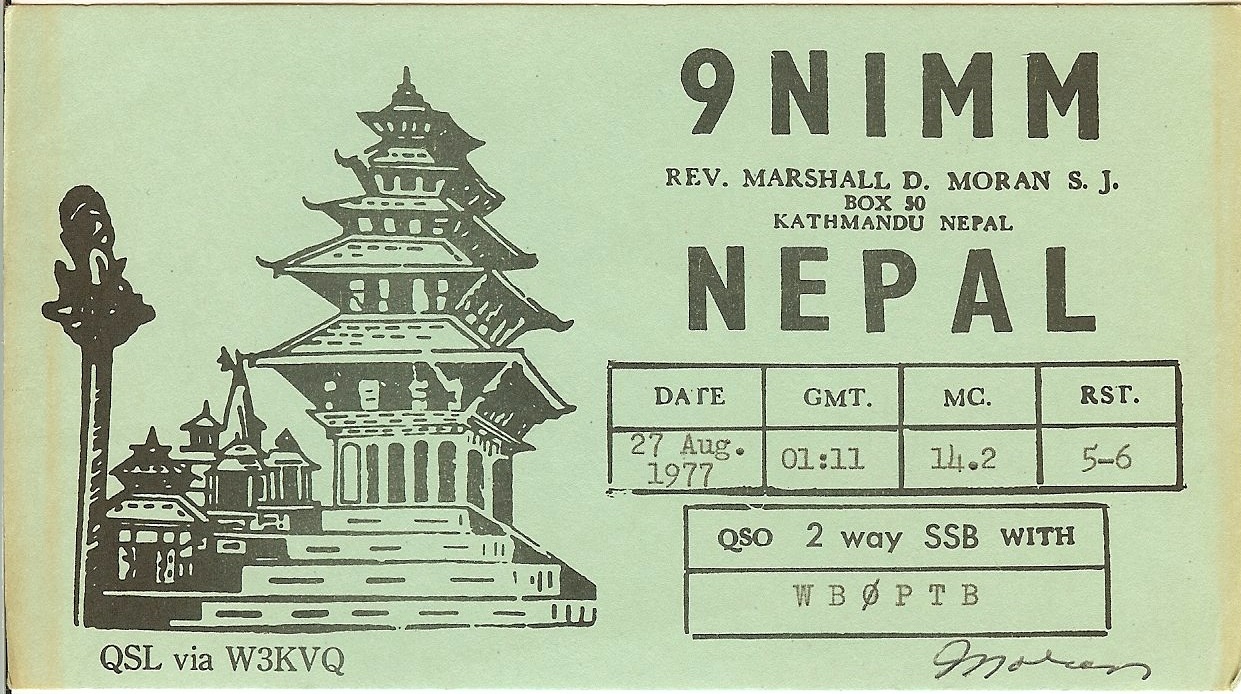 9NIMM
REV. MARSHALL D. MORAN S. J.
BOX 50
KATHMANDU NEPAL
NEPAL
DATE GMT. MC. RST.
27 Aug. 1977 01:11 14.2 5-6
QSO 2 way SSB WITH
WBØPTB
Moran
QSL via W3KVQ